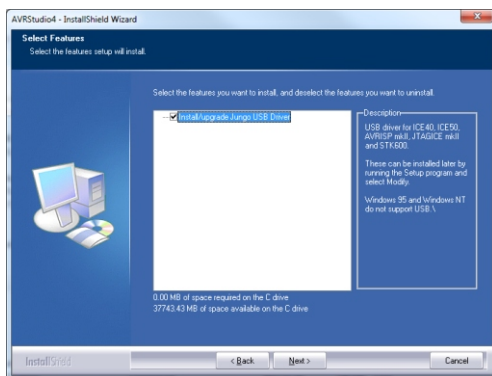 AVRStudio4 - InstallShield Wizard
Select Features
Select the features setup will install.
Select the features you want to install, and deselect the features you want to uninstall.
Install/upgrade Jungo USB Driver
Description
USB driver for ICE40, ICE50,
AVRISP mkII, JTAGICE mkII
and STK600.
These can be installed later by
running the Setup program and
select Modify.
Windows 95 and Windows NT
do not support USB.\
0.00 MB of space required on the C drive
37743.43 MB of space available on the C drive
InstallShield
< Back
Next >
Cancel